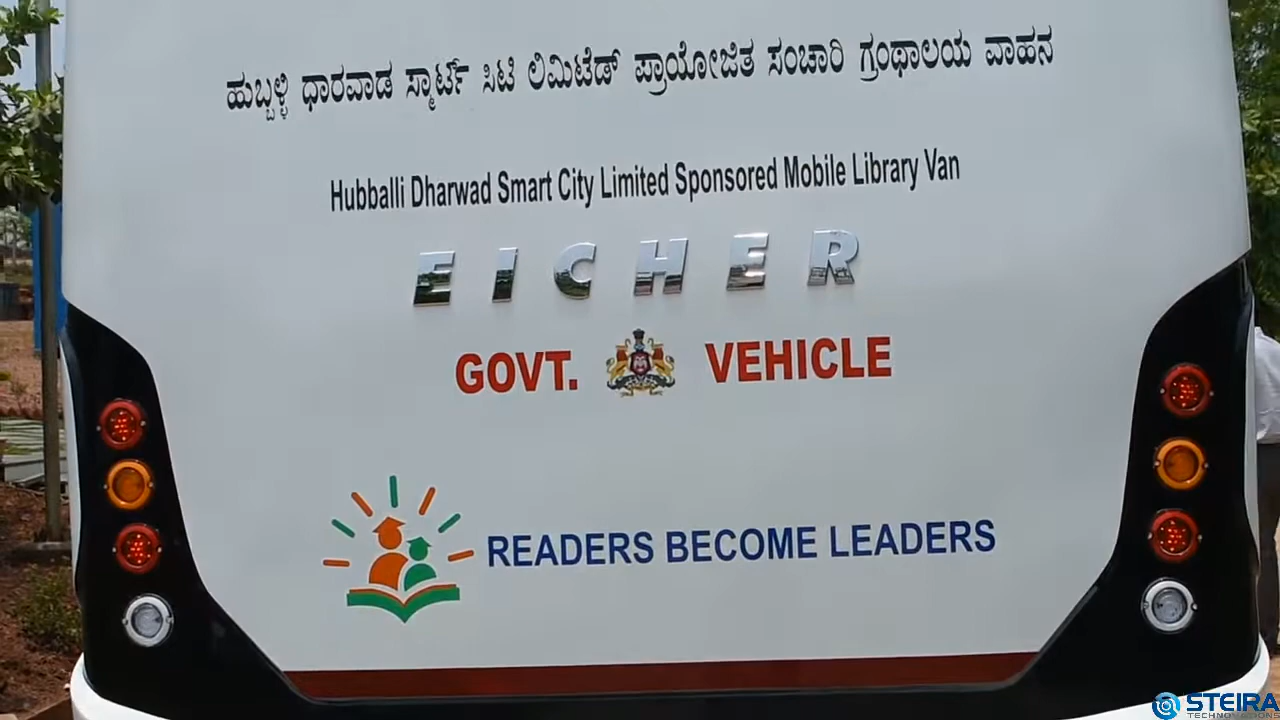 ಹುಬ್ಬಳ್ಳಿ ಧಾರವಾಡ ಸ್ಮಾರ್ಟ್ ಸಿಟಿ ಲಿಮಿಟೆಡ್ ಪ್ರಾಯೋಜಿತ ಸಂಚಾರಿ ಗ್ರಂಥಾಲಯ ವಾಹನ
Hubballi Dharwad Smart City Limited Sponsored Mobile Library Van
EICHER
GOVT. VEHICLE
READERS BECOME LEADERS
STEIRA
TECHNOVATIONS